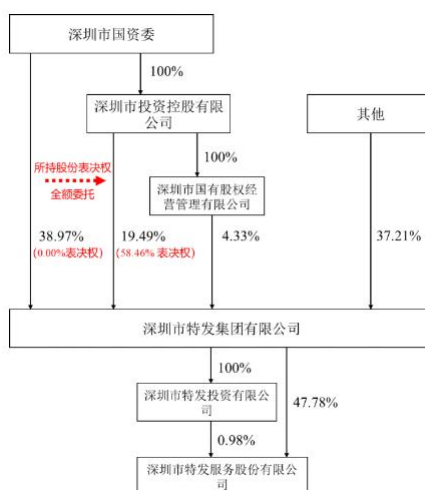 深圳市国资委
100%
深圳市投资控股有限
公司
其他
所持股份表决权
全额委托
100%
深圳市国有股权经
营管理有限公司
38.97%
(0.00%表决权)
19.49%
(58.46% 表决权)
4.33%
37.21%
深圳市特发集团有限公司
100%
深圳市特发投资有限公
司
47.78%
0.98%
深圳市特发服务股份有限公
司